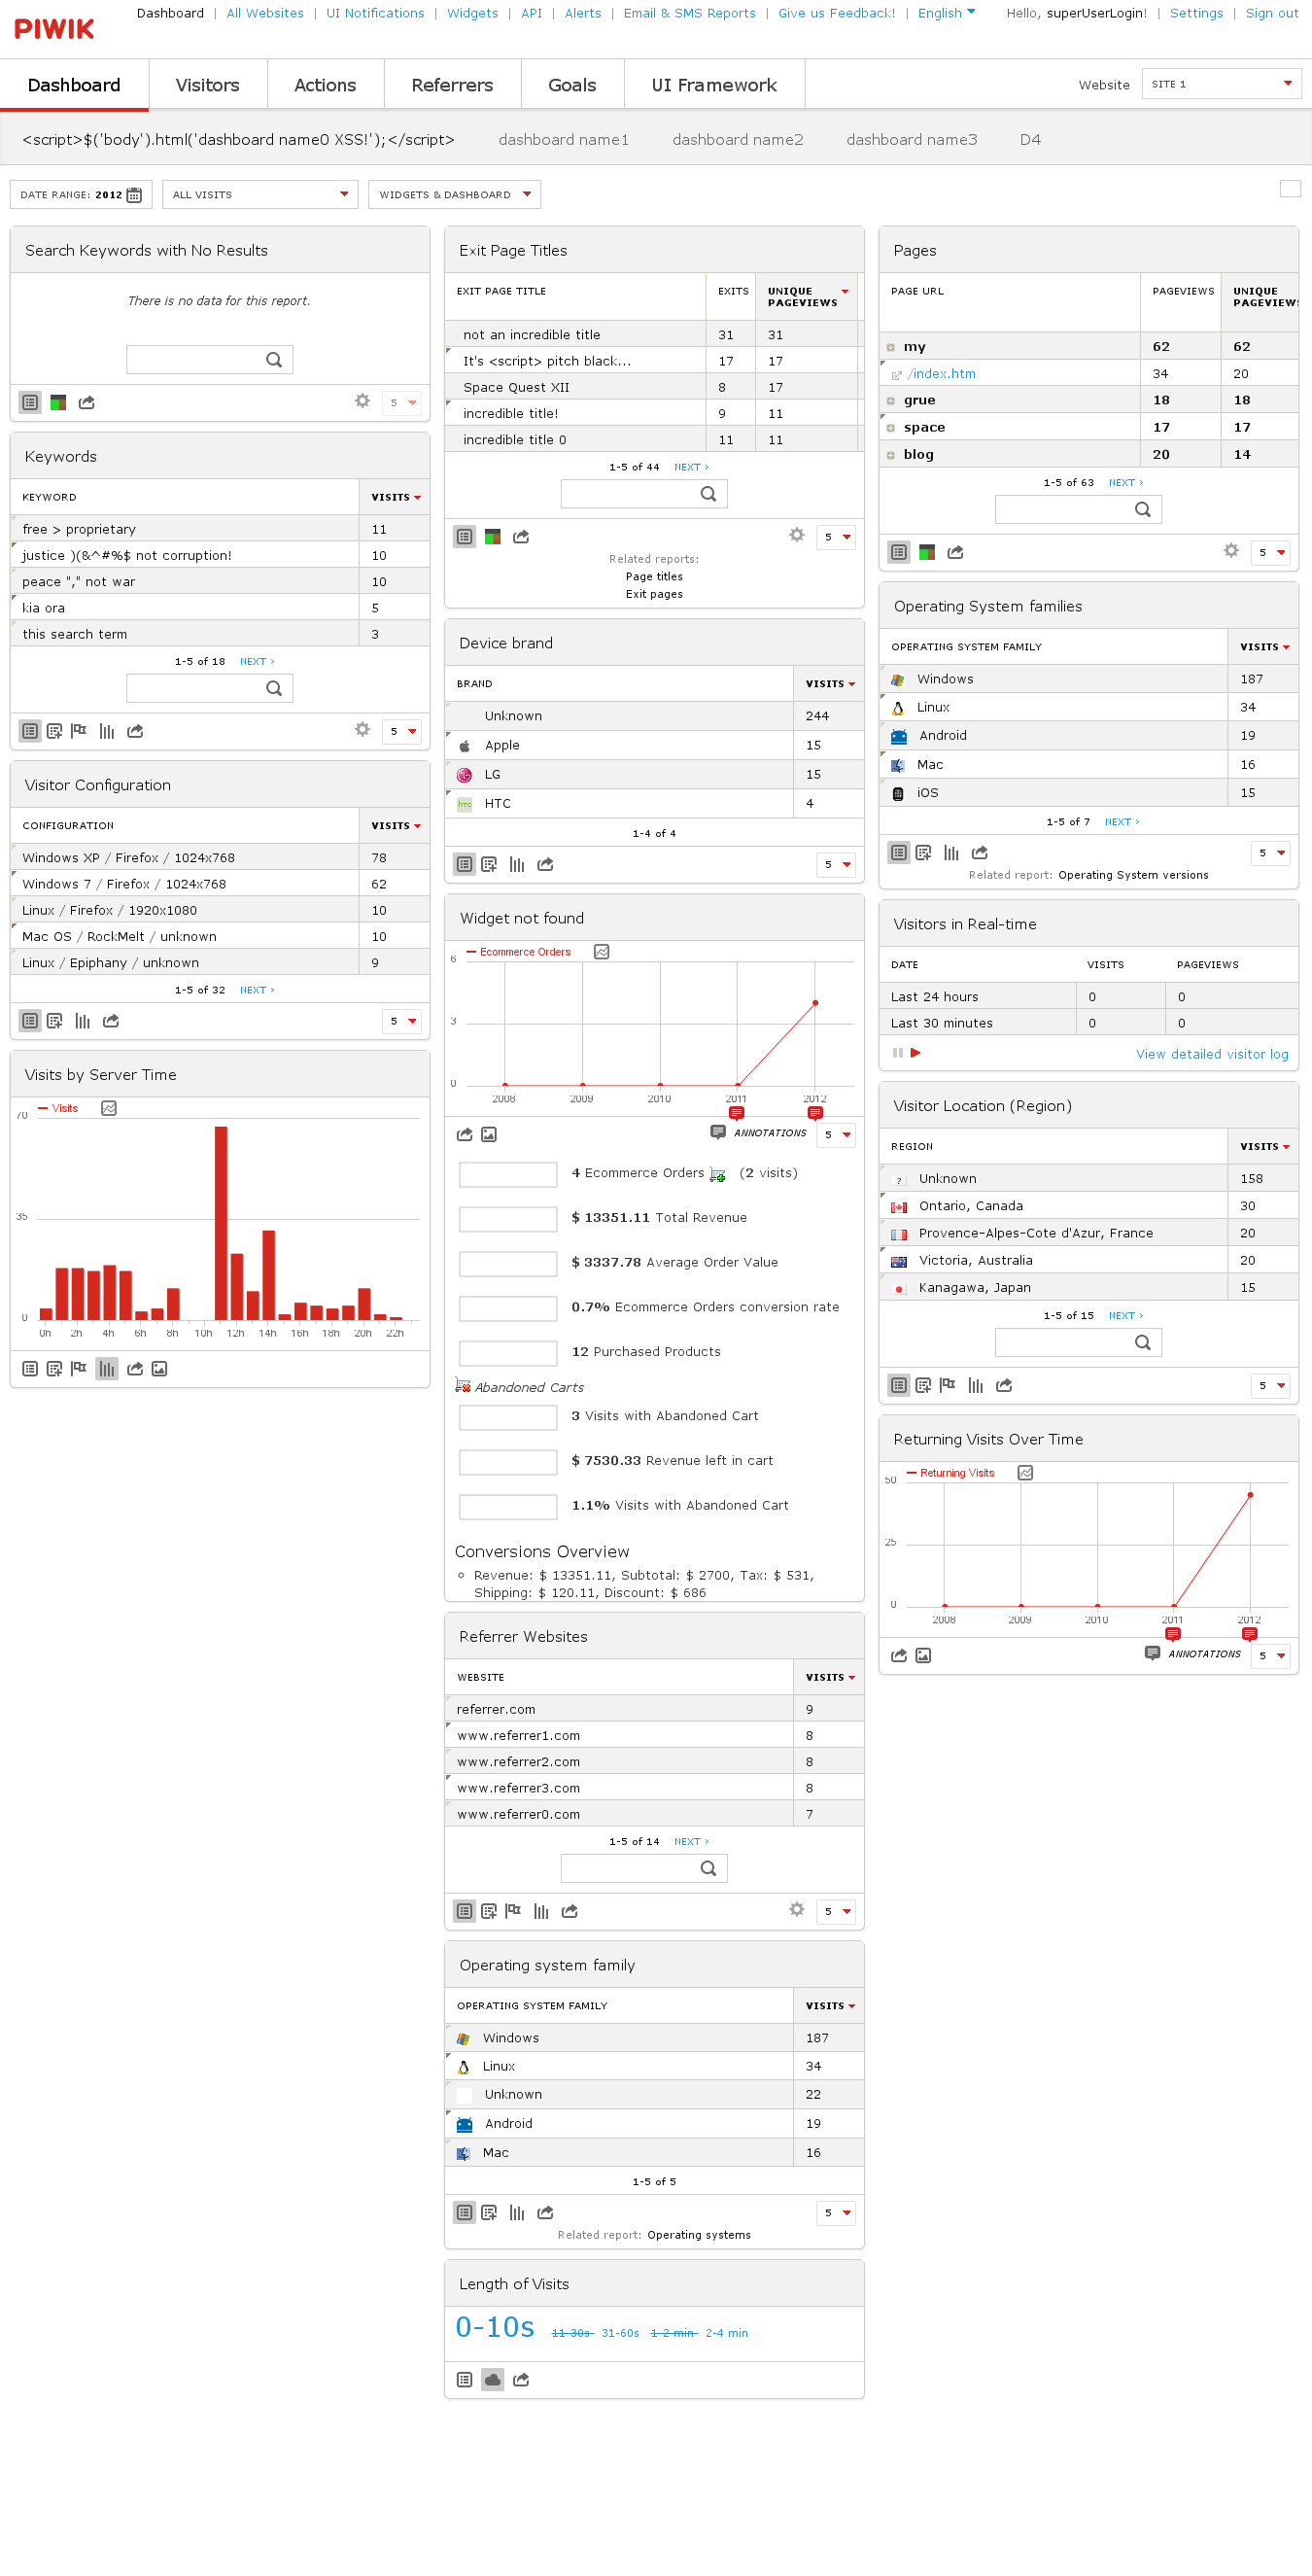 PIWIK
Dashboard | All Websites | UI Notifications | Widgets | API | Alerts | Email & SMS Reports | Give us Feedback! | English Hello, superUserLogin! | Settings | Sign out
Dashboard Visitors Actions Referrers Goals UI Framework Website SITE 1
<script>$('body').html('dashboard name0 XSS!');</script> dashboard name1 dashboard name2 dashboard name3 D4
DATE RANGE: 2012 ALL VISITS WIDGETS & DASHBOARD
Search Keywords with No Results
There is no data for this report.
5
Keywords
KEYWORD VISITS
free > proprietary 11
justice )(&^#%$ not corruption! 10
peace "," not war 10
kia ora 5
this search term 3
1-5 of 18 NEXT ›
5
Visitor Configuration
CONFIGURATION VISITS
Windows XP / Firefox / 1024x768 78
Windows 7 / Firefox / 1024x768 62
Linux / Firefox / 1920x1080 10
Mac OS / RockMelt / unknown 10
Linux / Epiphany / unknown 9
1-5 of 32 NEXT ›
5
Visits by Server Time
Visits
70
35
0
0h 2h 4h 6h 8h 10h 12h 14h 16h 18h 20h 22h
Exit Page Titles
EXIT PAGE TITLE EXITS UNIQUE
PAGEVIEWS
not an incredible title 31 31
It's <script> pitch black... 17 17
Space Quest XII 8 17
incredible title! 9 11
incredible title 0 11 11
1-5 of 44 NEXT ›
5
Related reports:
Page titles
Exit pages
Device brand
BRAND VISITS
Unknown 244
Apple 15
LG 15
hTC HTC 4
1-4 of 4
5
Widget not found
Ecommerce Orders
6
3
0
2008 2009 2010 2011 2012
ANNOTATIONS 5
4 Ecommerce Orders (2 visits)
$ 13351.11 Total Revenue
$ 3337.78 Average Order Value
0.7% Ecommerce Orders conversion rate
12 Purchased Products
Abandoned Carts
3 Visits with Abandoned Cart
$ 7530.33 Revenue left in cart
1.1% Visits with Abandoned Cart
Conversions Overview
Revenue: $ 13351.11, Subtotal: $ 2700, Tax: $ 531,
Shipping: $ 120.11, Discount: $ 686
Referrer Websites
WEBSITE VISITS
referrer.com 9
www.referrer1.com 8
www.referrer2.com 8
www.referrer3.com 8
www.referrer0.com 7
1-5 of 14 NEXT ›
5
Operating system family
OPERATING SYSTEM FAMILY VISITS
Windows 187
Linux 34
Unknown 22
Android 19
Mac 16
1-5 of 5
5
Related report: Operating systems
Length of Visits
0-10s 11-30s 31-60s 1-2 min 2-4 min
Pages
PAGE URL PAGEVIEWS UNIQUE
PAGEVIEWS
my 62 62
/index.htm 34 20
grue 18 18
space 17 17
blog 20 14
1-5 of 63 NEXT ›
5
Operating System families
OPERATING SYSTEM FAMILY VISITS
Windows 187
Linux 34
Android 19
Mac 16
iOS 15
1-5 of 7 NEXT ›
5
Related report: Operating System versions
Visitors in Real-time
DATE VISITS PAGEVIEWS
Last 24 hours 0 0
Last 30 minutes 0 0
View detailed visitor log
Visitor Location (Region)
REGION VISITS
? Unknown 158
Ontario, Canada 30
Provence-Alpes-Cote d'Azur, France 20
Victoria, Australia 20
Kanagawa, Japan 15
1-5 of 15 NEXT ›
5
Returning Visits Over Time
Returning Visits
50
25
0
2008 2009 2010 2011 2012
ANNOTATIONS 5